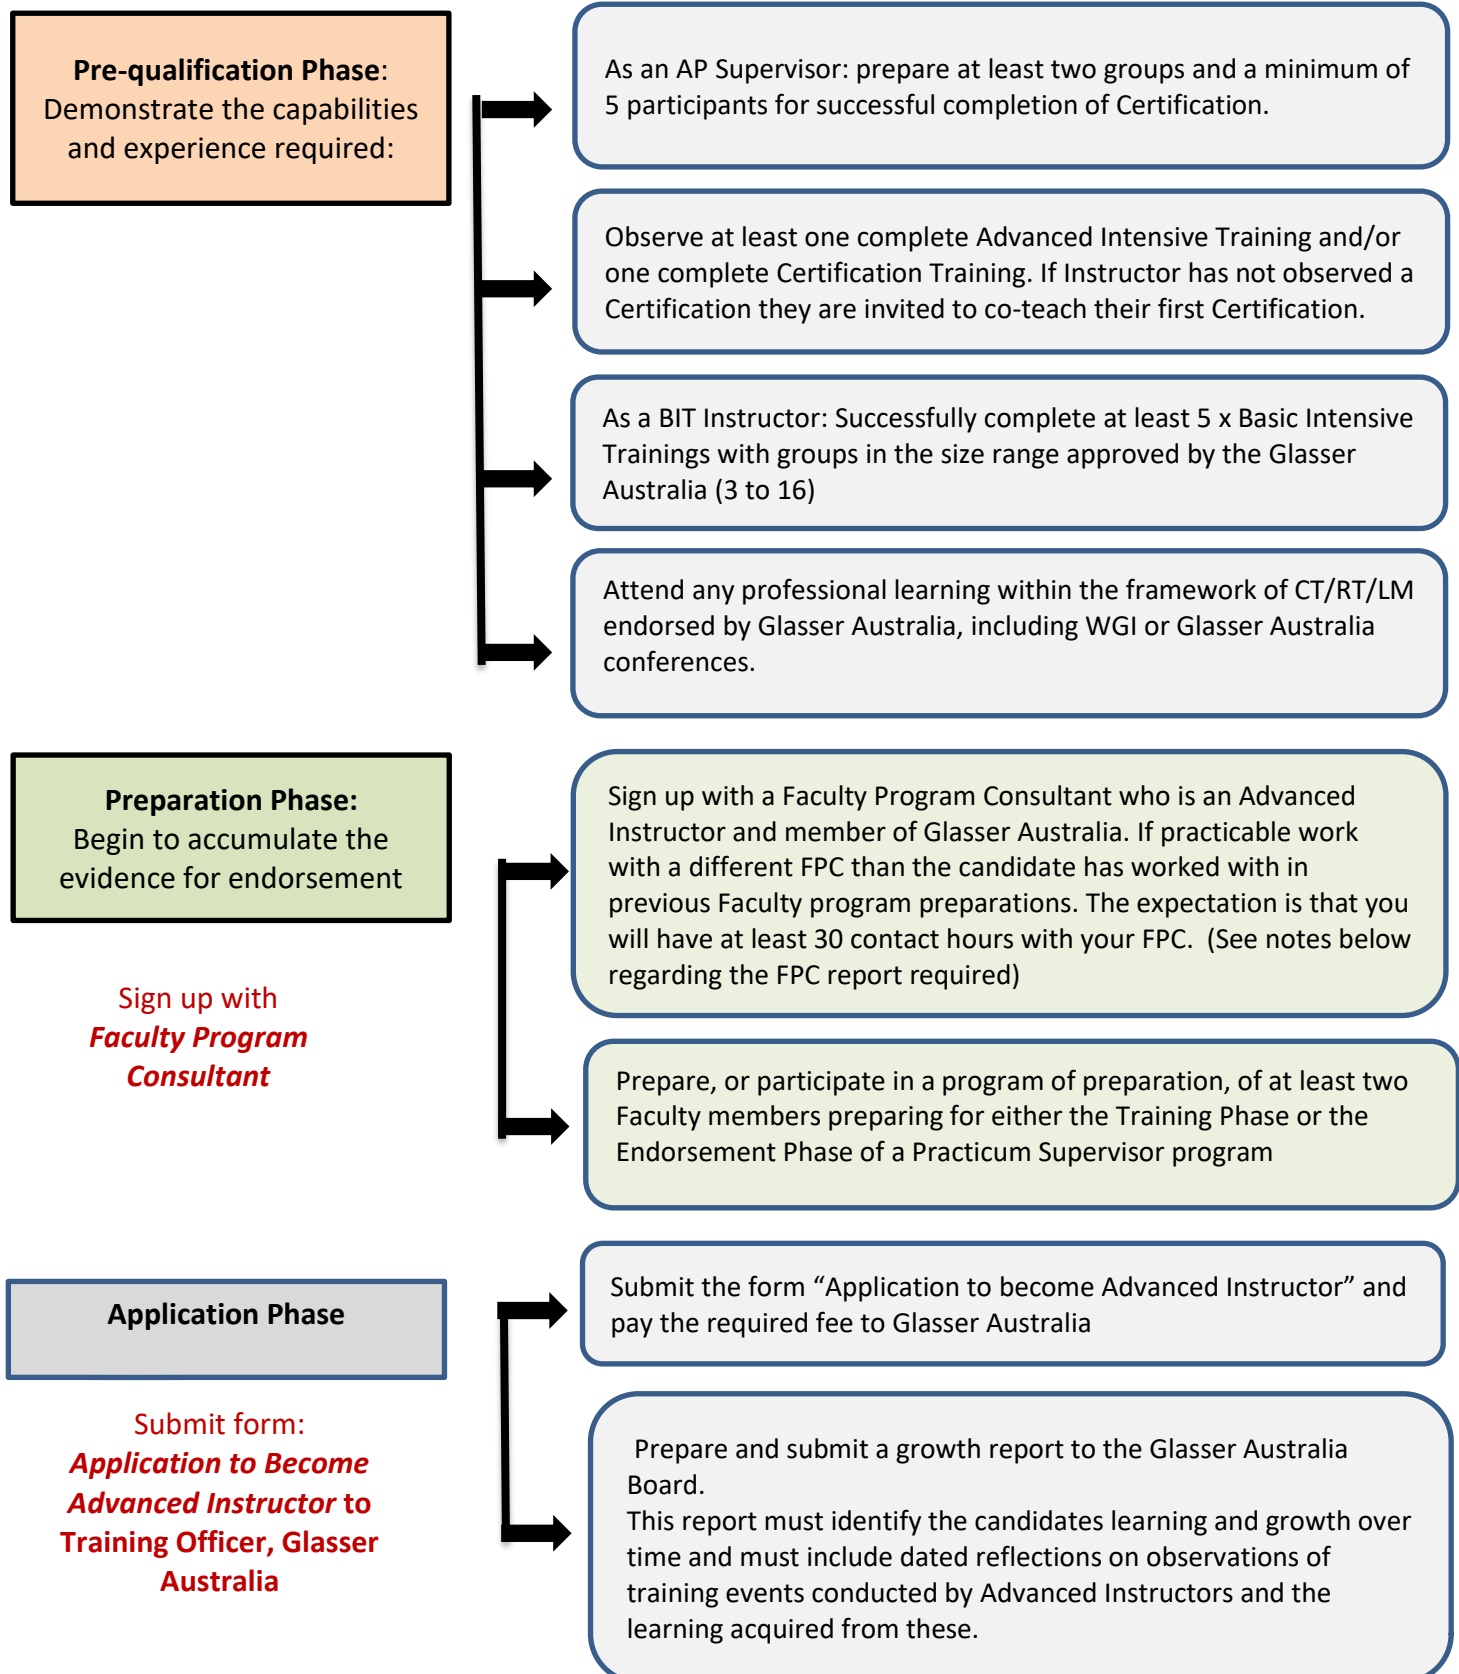 Pre-qualification Phase:
Demonstrate the capabilities
and experience required:
As an AP Supervisor: prepare at least two groups and a minimum of
5 participants for successful completion of Certification.
Observe at least one complete Advanced Intensive Training and/or
one complete Certification Training. If Instructor has not observed a
Certification they are invited to co-teach their first Certification.
As a BIT Instructor: Successfully complete at least 5 x Basic Intensive
Trainings with groups in the size range approved by the Glasser
Australia (3 to 16)
Attend any professional learning within the framework of CT/RT/LM
endorsed by Glasser Australia, including WGI or Glasser Australia
conferences.
Preparation Phase:
Begin to accumulate the
evidence for endorsement
Sign up with
Faculty Program
Consultant
Sign up with a Faculty Program Consultant who is an Advanced
Instructor and member of Glasser Australia. If practicable work
with a different FPC than the candidate has worked with in
previous Faculty program preparations. The expectation is that you
will have at least 30 contact hours with your FPC.  (See notes below
regarding the FPC report required)
Prepare, or participate in a program of preparation, of at least two
Faculty members preparing for either the Training Phase or the
Endorsement Phase of a Practicum Supervisor program
Application Phase
Submit form:
Application to Become
Advanced Instructor to
Training Officer, Glasser
Australia
Submit the form “Application to become Advanced Instructor” and
pay the required fee to Glasser Australia
Prepare and submit a growth report to the Glasser Australia
Board.
This report must identify the candidates learning and growth over
time and must include dated reflections on observations of
training events conducted by Advanced Instructors and the
learning acquired from these.